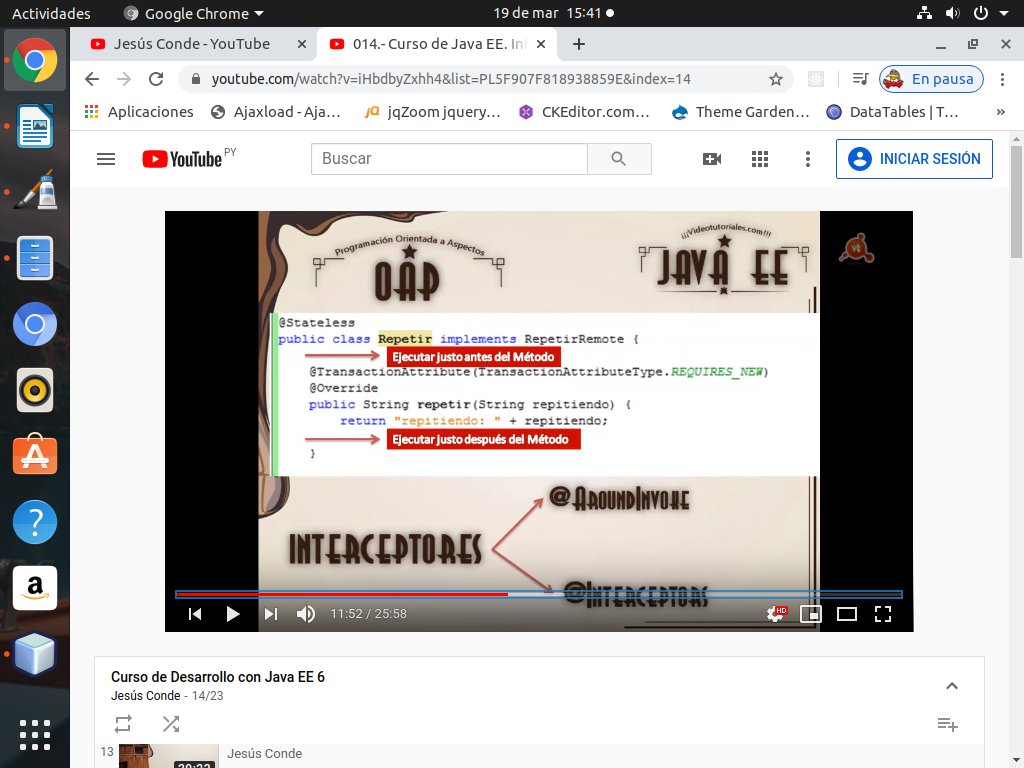 Actividades
Google Chrome
19 de mar 15:41
Jesús Conde - YouTube
014.- Curso de Java EE. In
youtube.com/watch?v=iHbdbyZxhh4&list=PL5F907F818938859E&index=14
En pausa
Aplicaciones
Ajaxload - Aja...
jQ
jqZoom jquery...
CKEditor.com...
Theme Garden...
DataTables | T...
»
YouTube PY
Buscar
INICIAR SESIÓN
Programación Orientada a Aspectos
OAP
¡¡¡Videotutoriales.com!!!
JAVA EE
vt
@Stateless
public class Repetir implements RepetirRemote {
Ejecutar justo antes del Método
@TransactionAttribute(TransactionAttributeType.REQUIRES_NEW)
@Override
public String repetir(String repitiendo) {
return "repitiendo: " + repitiendo;
Ejecutar justo después del Método
}
@AroundInvoke
INTERCEPTORES
@Interceptors
11:52 / 25:58
HD
Curso de Desarrollo con Java EE 6
Jesús Conde - 14/23
13
Jesús Conde
?
a